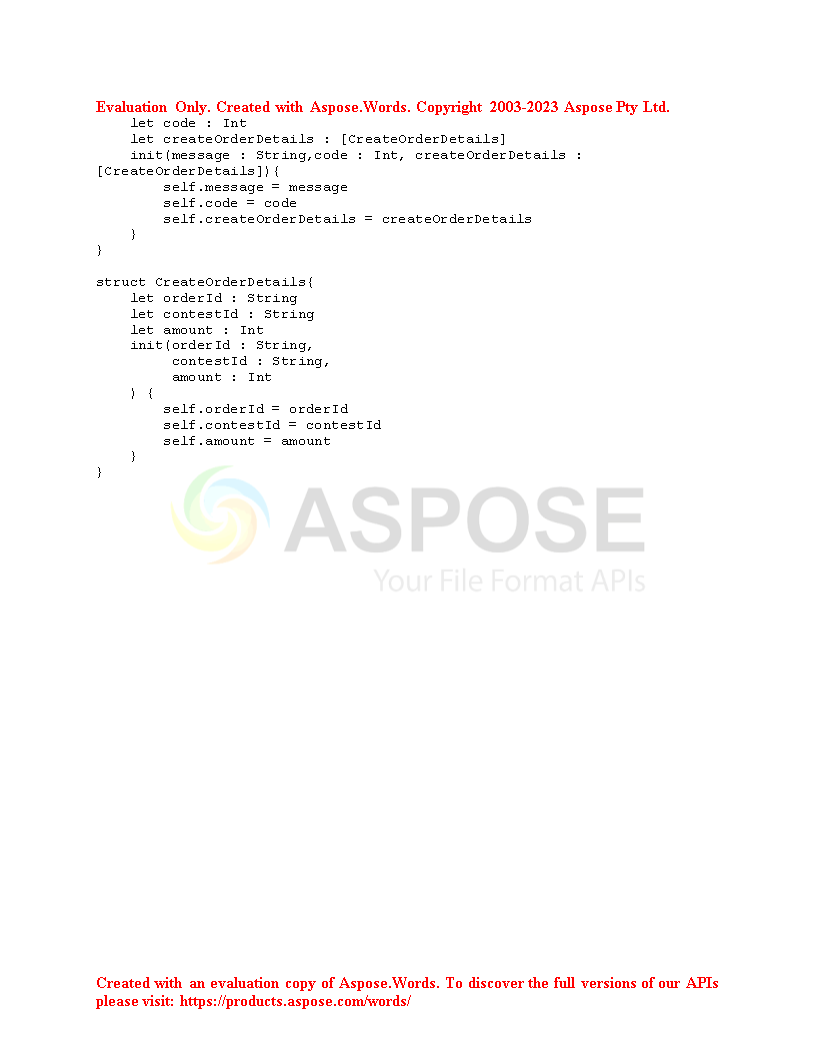 Evaluation Only. Created with Aspose.Words. Copyright 2003-2023 Aspose Pty Ltd.
    let code : Int
    let createOrderDetails : [CreateOrderDetails]
    init(message : String,code : Int, createOrderDetails :
[CreateOrderDetails]){
        self.message = message
        self.code = code
        self.createOrderDetails = createOrderDetails
    }
}

struct CreateOrderDetails{
    let orderId : String
    let contestId : String
    let amount : Int
    init(orderId : String,
         contestId : String,
         amount : Int
    ) {
        self.orderId = orderId
        self.contestId = contestId
        self.amount = amount
    }
}
ASPOSE
Your File Format APIs
Created with an evaluation copy of Aspose.Words. To discover the full versions of our APIs
please visit: https://products.aspose.com/words/